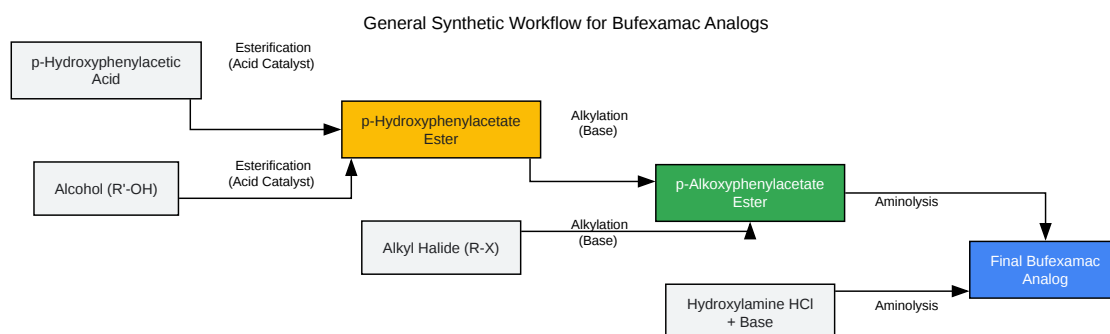 General Synthetic Workflow for Bufexamac Analogs
p-Hydroxyphenylacetic
Acid
Esterification
(Acid Catalyst)
p-Hydroxyphenylacetate
Ester
Alkylation
(Base)
Alcohol (R'-OH)
Esterification
(Acid Catalyst)
p-Alkoxyphenylacetate
Ester
Aminolysis
Alkyl Halide (R-X)
Alkylation
(Base)
Final Bufexamac
Analog
Hydroxylamine HCl
+ Base
Aminolysis